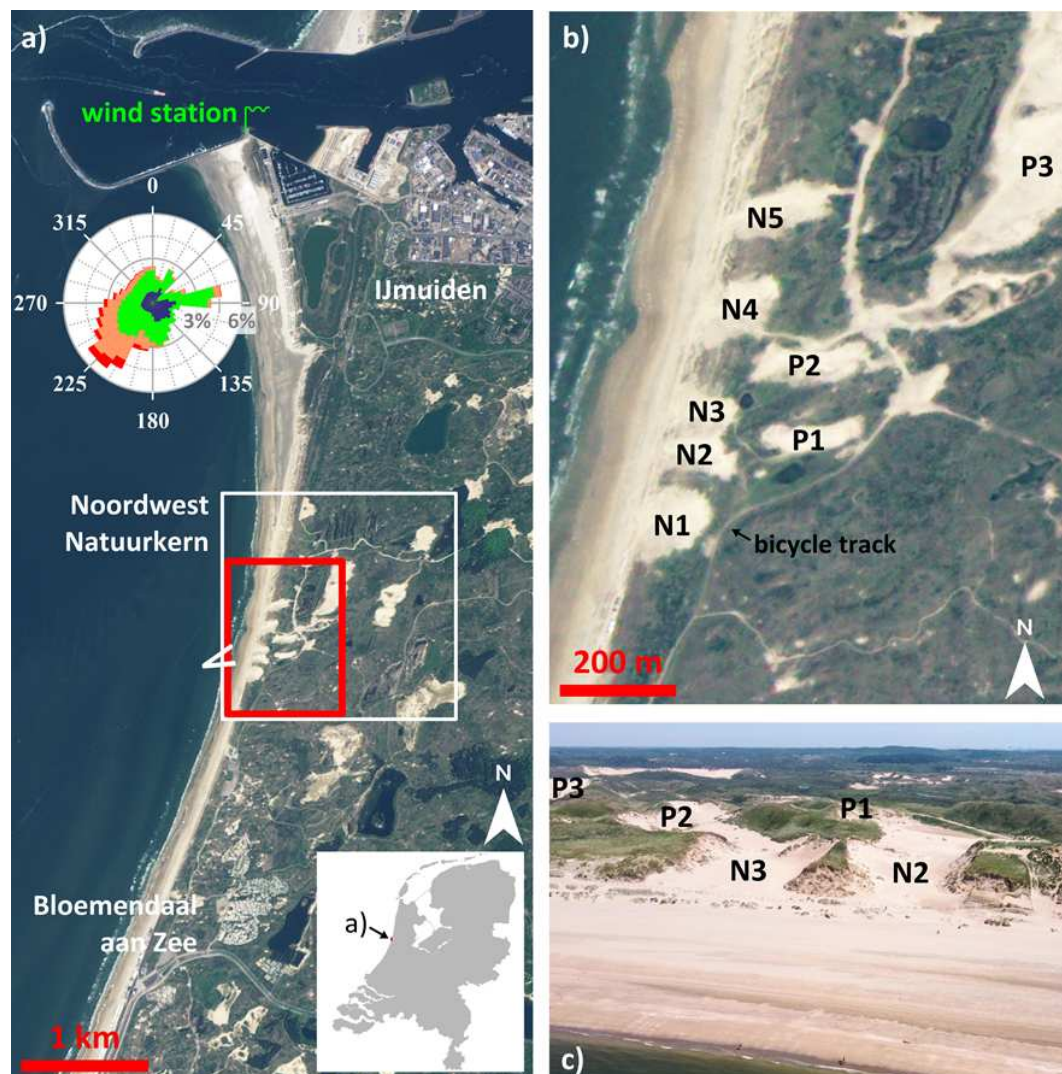 a)
wind station
0
315
45
270
90
3%
6%
225
135
180
IJmuiden
Noordwest
Natuurkern
N
Bloemendaal
aan Zee
a)
1 km
b)
P3
N5
N4
P2
N3
P1
N2
N1
bicycle track
N
200 m
P3
P2
P1
N3
N2
c)